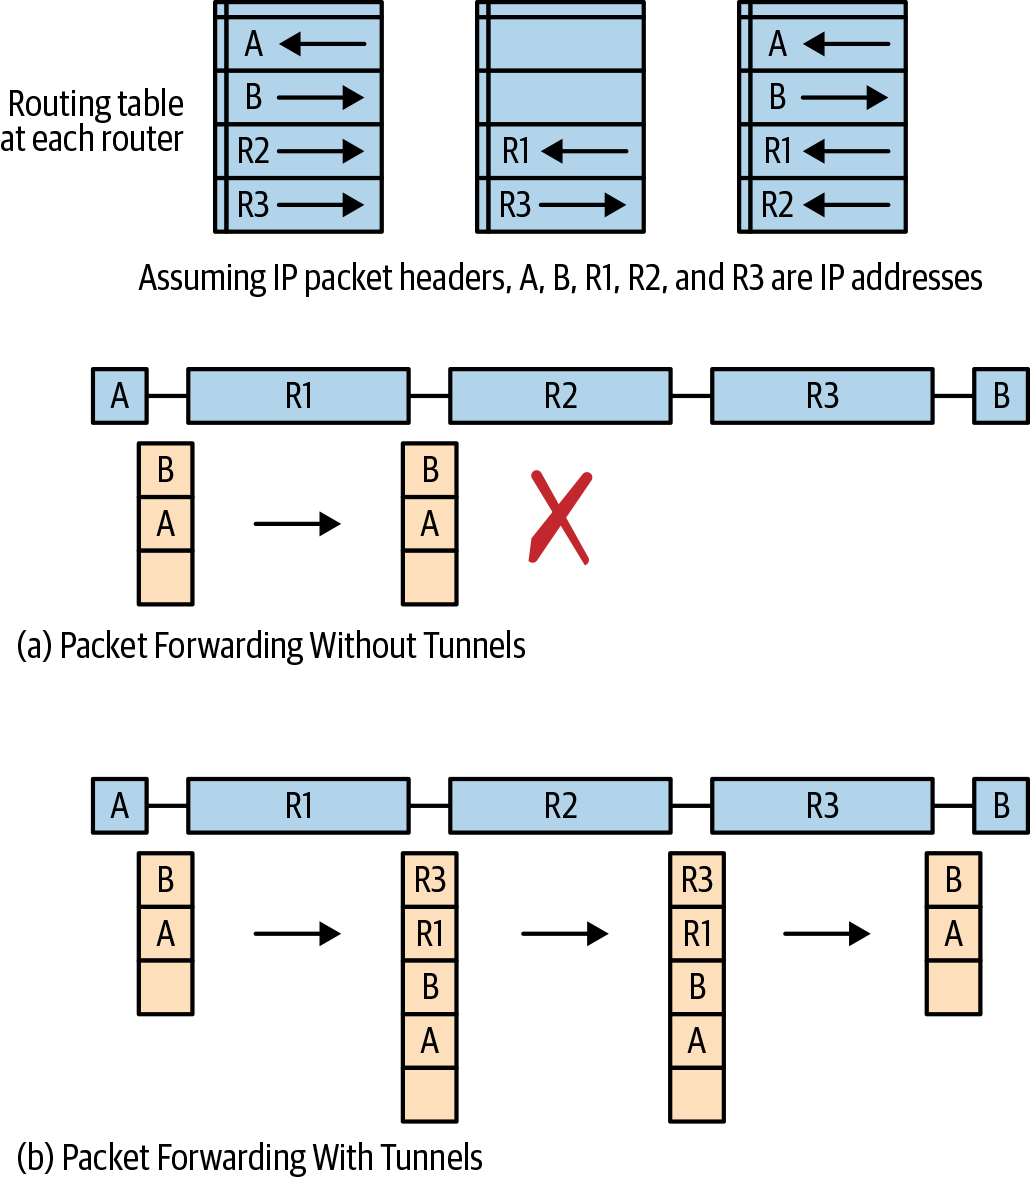 A
B
R2
R3
R1
R3
A
B
R1
R2
Routing table
at each router
Assuming IP packet headers, A, B, R1, R2, and R3 are IP addresses
A R1 R2 R3 B
B B
A A
(a) Packet Forwarding Without Tunnels
A R1 R2 R3 B
B R3 R3 B
A R1 R1 A
B B
A A
(b) Packet Forwarding With Tunnels